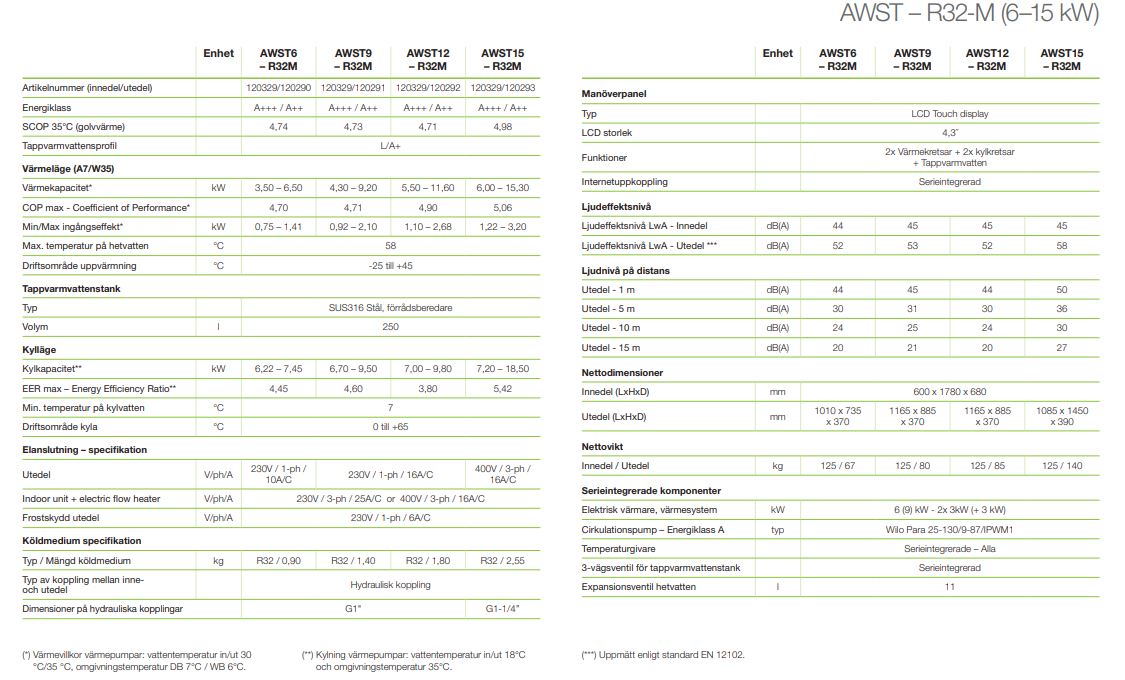 AWST – R32-M (6–15 kW)
Enhet AWST6 – R32M AWST9 – R32M AWST12 – R32M AWST15 – R32M
Artikelnummer (innedel/utedel) 120329/120290 120329/120291 120329/120292 120329/120293
Energiklass A+++ / A++ A+++ / A++ A+++ / A++ A+++ / A++
SCOP 35°C (golvvärme) 4,74 4,73 4,71 4,98
Tappvarmvattensprofil L/A+
Värmeläge (A7/W35)
Värmekapacitet* kW 3,50 – 6,50 4,30 – 9,20 5,50 – 11,60 6,00 – 15,30
COP max - Coefficient of Performance* 4,70 4,71 4,90 5,06
Min/Max ingångseffekt* kW 0,75 – 1,41 0,92 – 2,10 1,10 – 2,68 1,22 – 3,20
Max. temperatur på hetvatten °C 58
Driftsområde uppvärmning °C -25 till +45
Tappvarmvattenstank
Typ SUS316 Stål, förrådsberedare
Volym l 250
Kylläge
Kylkapacitet** kW 6,22 – 7,45 6,70 – 9,50 7,00 – 9,80 7,20 – 18,50
EER max – Energy Efficiency Ratio** 4,45 4,60 3,80 5,42
Min. temperatur på kylvatten °C 7
Driftsområde kyla °C 0 till +65
Elanslutning – specifikation
Utedel V/ph/A 230V / 1-ph / 10A/C 230V / 1-ph / 16A/C 400V / 3-ph / 16A/C
Indoor unit + electric flow heater V/ph/A 230V / 3-ph / 25A/C or 400V / 3-ph / 16A/C
Frostskydd utedel V/ph/A 230V / 1-ph / 6A/C
Köldmedium specifikation
Typ / Mängd köldmedium kg R32 / 0,90 R32 / 1,40 R32 / 1,80 R32 / 2,55
Typ av koppling mellan inne-
och utedel Hydraulisk koppling
Dimensioner på hydrauliska kopplingar G1" G1-1/4"
(*) Värmevillkor värmepumpar: vattentemperatur in/ut 30
°C/35 °C, omgivningstemperatur DB 7°C / WB 6°C.
(**) Kylning värmepumpar: vattentemperatur in/ut 18°C
och omgivningstemperatur 35°C.
Enhet AWST6 – R32M AWST9 – R32M AWST12 – R32M AWST15 – R32M
Manöverpanel
Typ LCD Touch display
LCD storlek 4,3˝
Funktioner 2x Värmekretsar + 2x kylkretsar
+ Tappvarmvatten
Internetuppkoppling Serieintegrerad
Ljudeffektsnivå
Ljudeffektsnivå LwA - Innedel dB(A) 44 45 45 45
Ljudeffektsnivå LwA - Utedel *** dB(A) 52 53 52 58
Ljudnivå på distans
Utedel - 1 m dB(A) 44 45 44 50
Utedel - 5 m dB(A) 30 31 30 36
Utedel - 10 m dB(A) 24 25 24 30
Utedel - 15 m dB(A) 20 21 20 27
Nettodimensioner
Innedel (LxHxD) mm 600 x 1780 x 680
Utedel (LxHxD) mm 1010 x 735 x 370 1165 x 885 x 370 1165 x 885 x 370 1085 x 1450 x 390
Nettovikt
Innedel / Utedel kg 125 / 67 125 / 80 125 / 85 125 / 140
Serieintegrerade komponenter
Elektrisk värmare, värmesystem kW 6 (9) kW - 2x 3kW (+ 3 kW)
Cirkulationspump – Energiklass A typ Wilo Para 25-130/9-87/IPWM1
Temperaturgivare Serieintegrerade – Alla
3-vägsventil för tappvarmvattenstank Serieintegrerad
Expansionsventil hetvatten l 11
(***) Uppmätt enligt standard EN 12102.